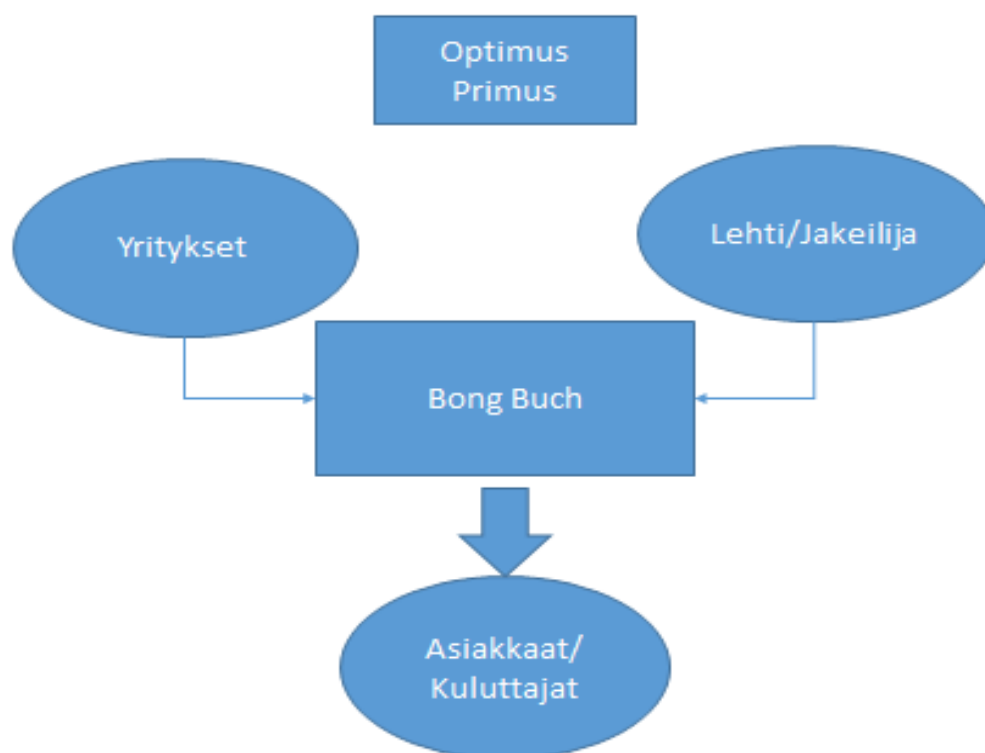 Optimus
Primus
Yritykset
Lehti/Jakeilija
Bong Buch
Asiakkaat/
Kuluttajat